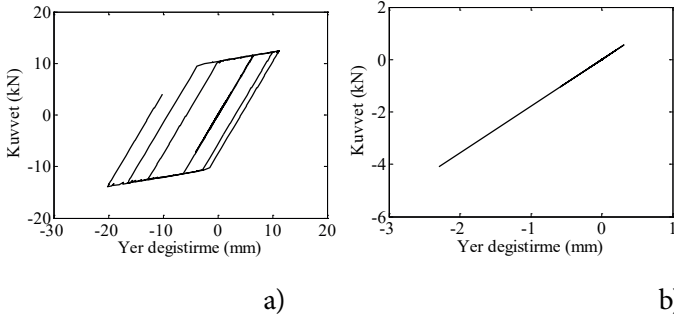 20
10
0
-10
-20
Kuvvet (kN)
-30 -20 -10 0 10 20
Yer degistirme (mm)
a)
2
0
-2
-4
-6
Kuvvet (kN)
-3 -2 -1 0 1
Yer degistirme (mm)
b)